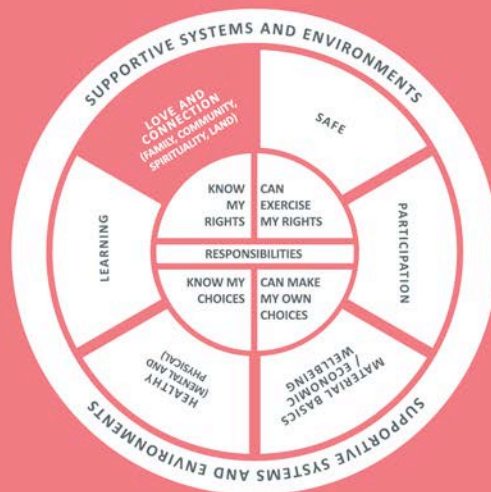 SUPPORTIVE SYSTEMS AND ENVIRONMENTS
LOVE AND
CONNECTION
(FAMILY, COMMUNITY,
SPIRITUALITY, LAND)
SAFE
PARTICIPATION
MATERIAL BASICS
/ ECONOMIC
WELLBEING
HEALTHY
(MENTAL AND
PHYSICAL)
LEARNING
KNOW
MY
RIGHTS
CAN
EXERCISE
MY RIGHTS
RESPONSIBILITIES
KNOW MY
CHOICES
CAN MAKE
MY OWN
CHOICES
SUPPORTIVE SYSTEMS AND ENVIRONMENTS